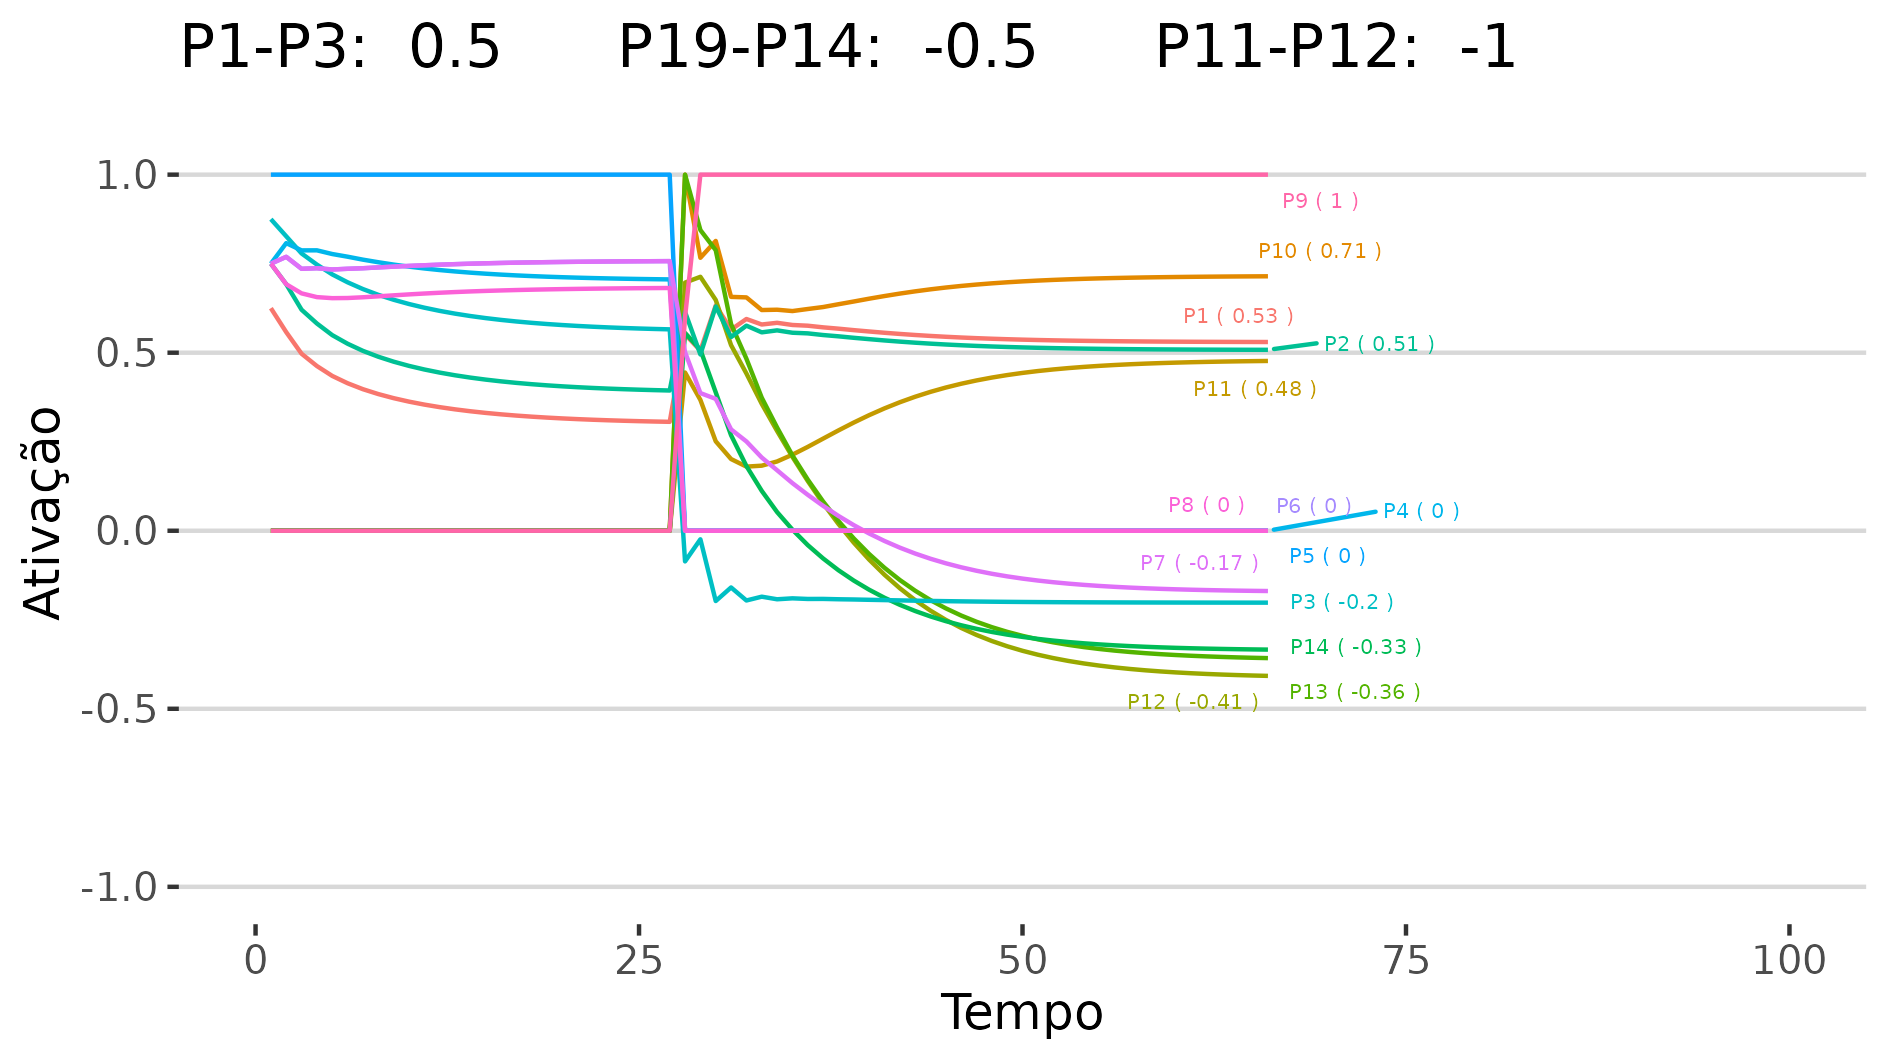 P1-P3: 0.5 P19-P14: -0.5 P11-P12: -1
1.0
P9 ( 1 )
P10 ( 0.71 )
P1 ( 0.53 )
P2 ( 0.51 )
0.5
P11 ( 0.48 )
P8 ( 0 ) P6 ( 0 ) P4 ( 0 )
0.0
P5 ( 0 )
P7 ( -0.17 )
P3 ( -0.2 )
P14 ( -0.33 )
P13 ( -0.36 )
P12 ( -0.41 )
-0.5
-1.0
Ativação
0 25 50 75 100
Tempo